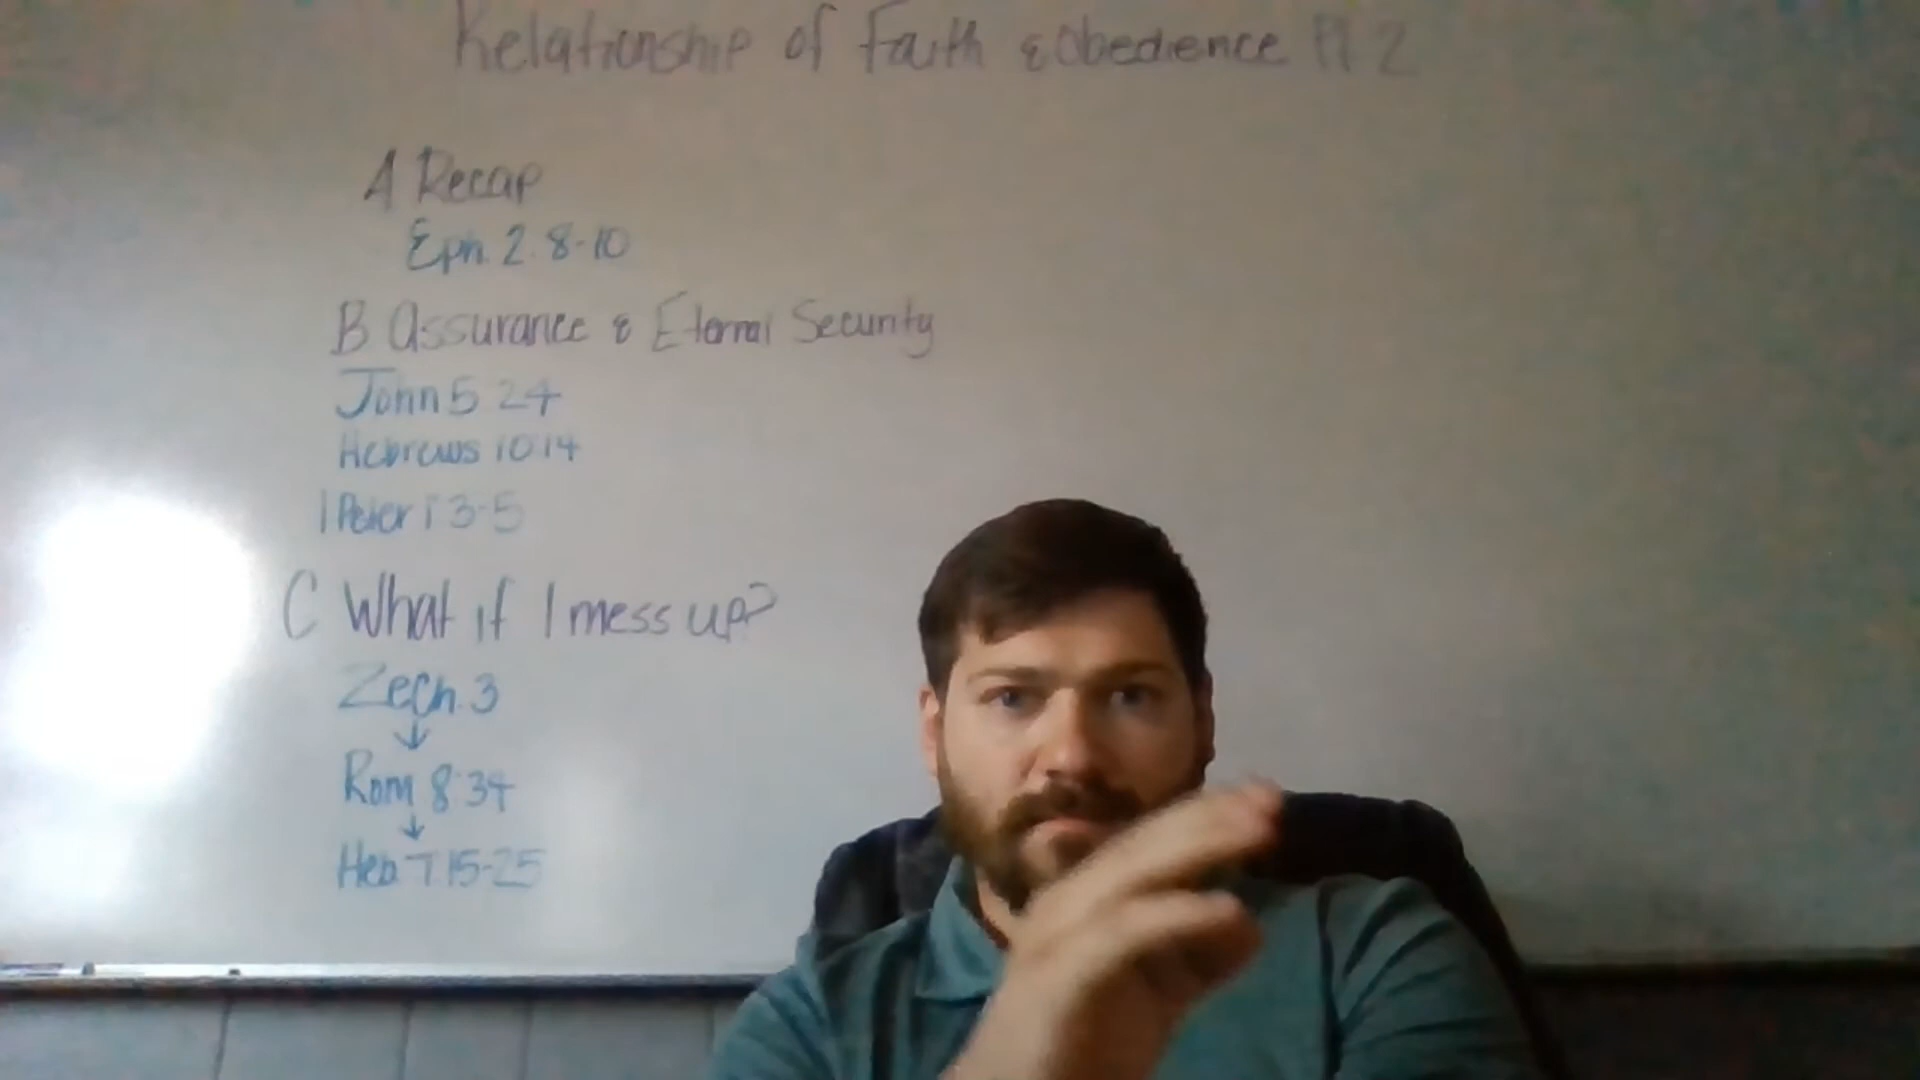 Relationship of Faith & Obedience Pt 2
A Recap
Eph. 2:8-10
B Assurance & Eternal Security
John 5 24
Hebrews 10:14
1 Peter 1 3-5
C What if I mess up?
Zech. 3
↓
Rom 8:34
↓
Heb 7:15-25